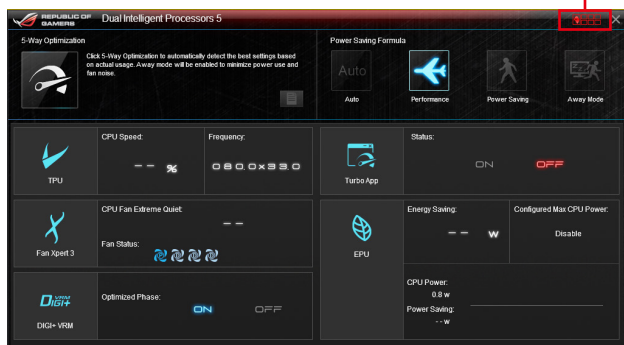 REPUBLIC OF
GAMERS
Dual Intelligent Processors 5
5-Way Optimization
Click 5-Way Optimization to automatically detect the best settings based
on actual usage. Away mode will be enabled to minimize power use and
fan noise.
Power Saving Formula
Auto
Auto
Performance
Power Saving
Away Mode
TPU
CPU Speed:
-- %
Frequency:
080.0x33.0
Turbo App
Status:
ON OFF
Fan Xpert 3
CPU Fan Extreme Quiet:
--
Fan Status:
EPU
Energy Saving:
-- W
Configured Max CPU Power:
Disable
CPU Power:
0.8 w
Power Saving:
-- w
DIGI+ VRM
DIGI+ VRM
Optimized Phase:
ON OFF